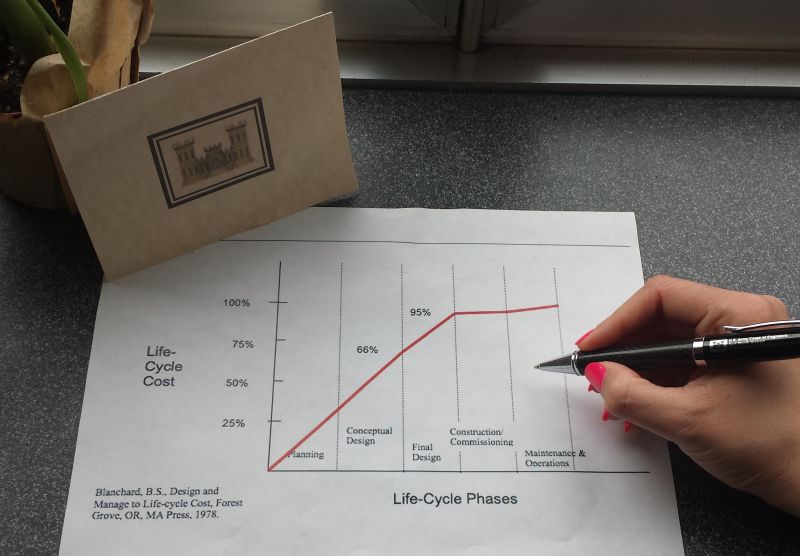 100%
95%
75%
66%
Life-
Cycle
Cost
50%
25%
Planning
Conceptual
Design
Final
Design
Construction/
Commissioning
Maintenance &
Operations
Life-Cycle Phases
Blanchard, B.S., Design and
Manage to Life-cycle Cost, Forest
Grove, OR, MA Press, 1978.